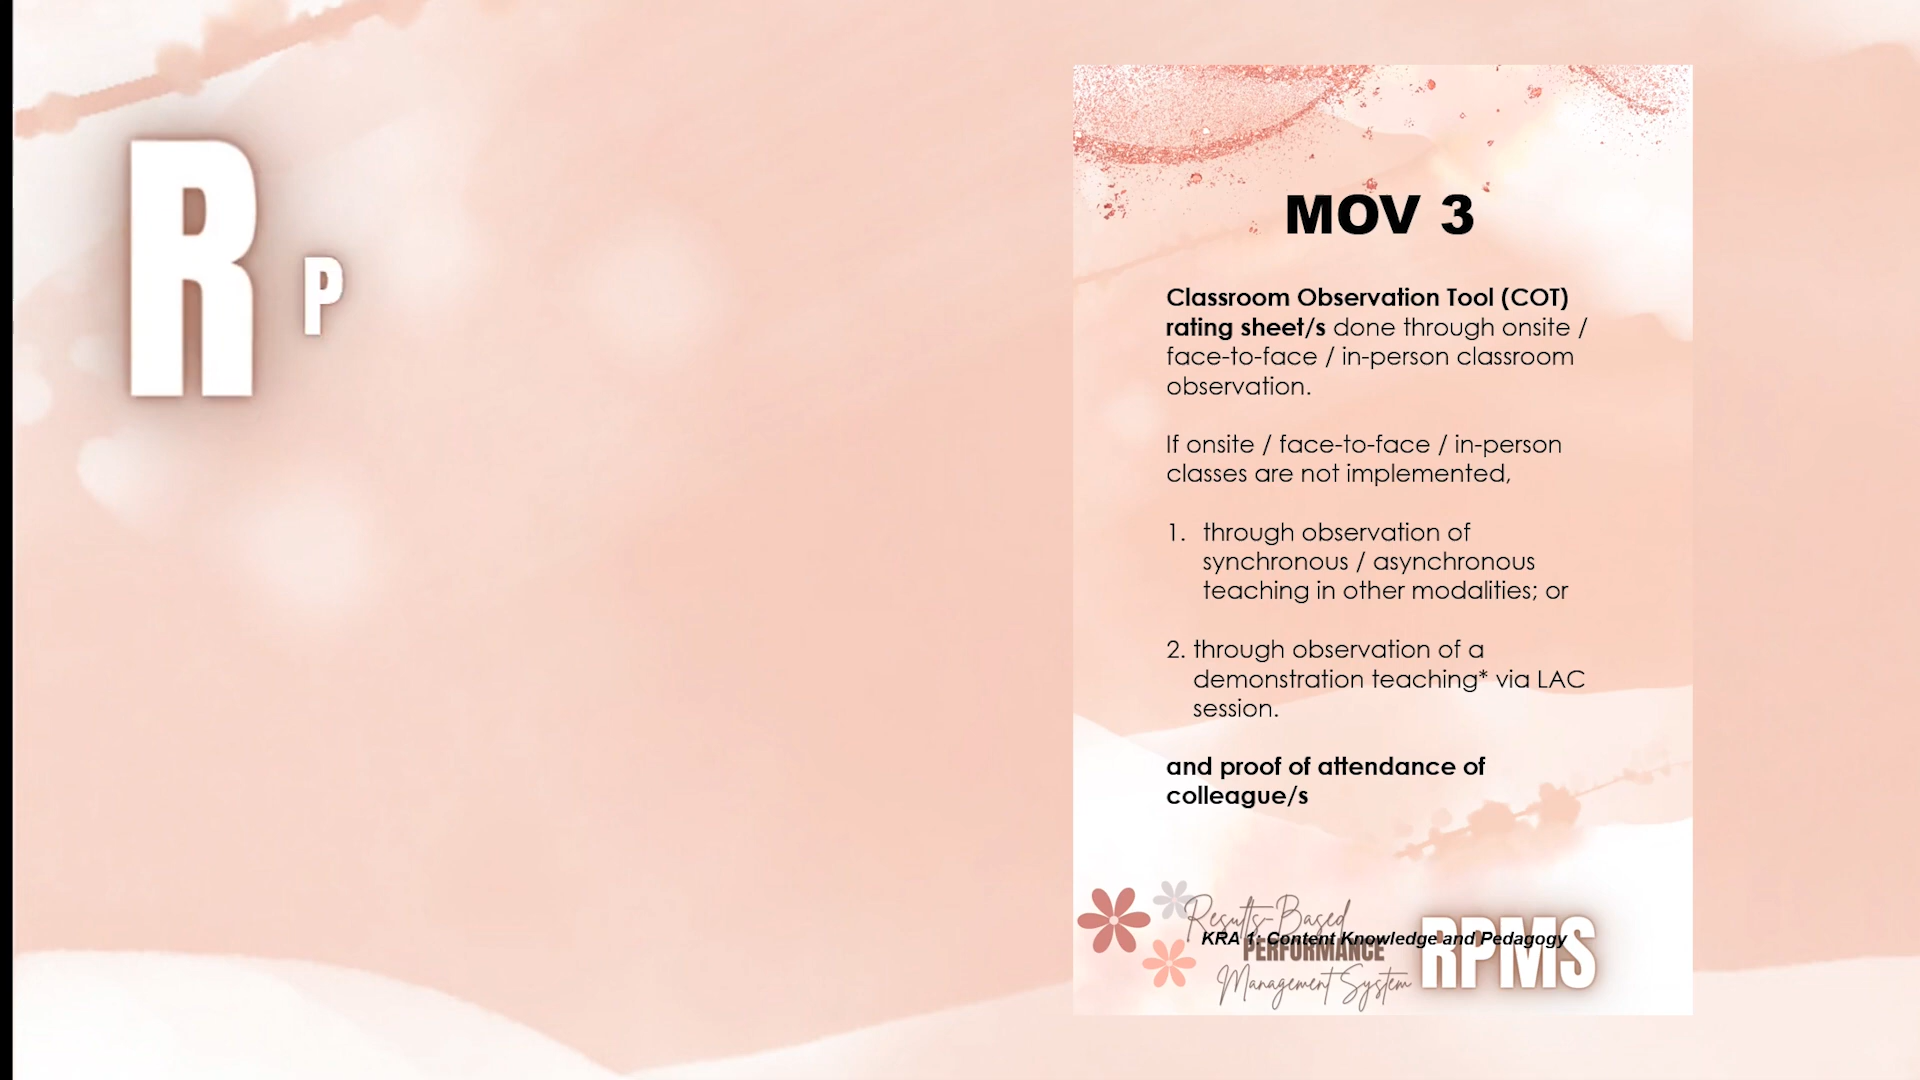 R
P
MOV 3
Classroom Observation Tool (COT)
rating sheet/s done through onsite /
face-to-face / in-person classroom
observation.
If onsite / face-to-face / in-person
classes are not implemented,
1. through observation of
synchronous / asynchronous
teaching in other modalities; or
2. through observation of a
demonstration teaching* via LAC
session.
and proof of attendance of
colleague/s
Results-Based
KRA 1: Content Knowledge and Pedagogy
PERFORMANCE
Management System
RPMS